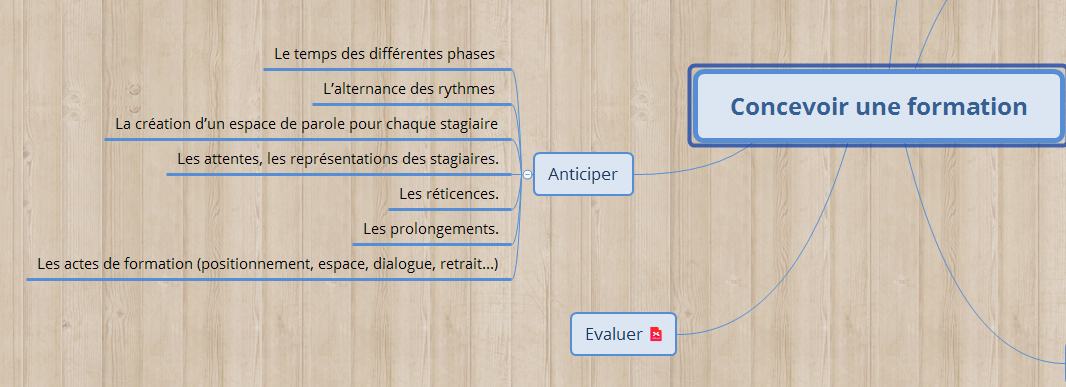 Le temps des différentes phases
L’alternance des rythmes
La création d’un espace de parole pour chaque stagiaire
Les attentes, les représentations des stagiaires.
Les réticences.
Les prolongements.
Les actes de formation (positionnement, espace, dialogue, retrait...)
Anticiper
Concevoir une formation
Evaluer